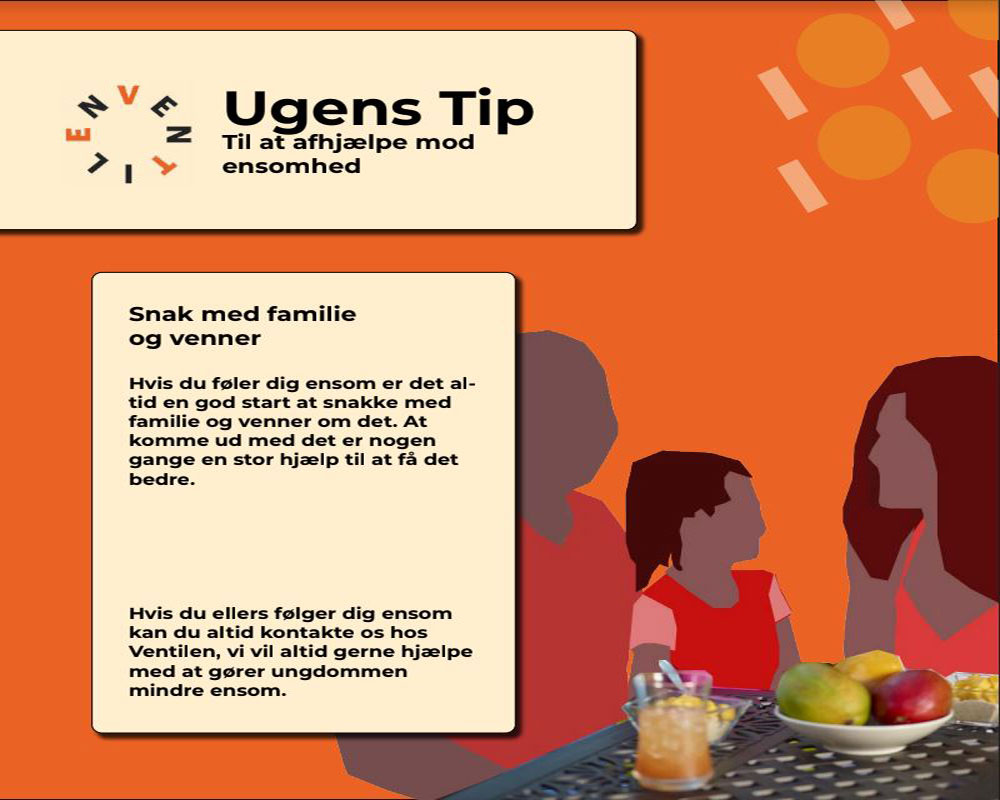 VENTILEN
Ugens Tip
Til at afhjælpe mod
ensomhed
Snak med familie
og venner
Hvis du føler dig ensom er det al-
tid en god start at snakke med
familie og venner om det. At
komme ud med det er nogen
gange en stor hjælp til at få det
bedre.
Hvis du ellers følger dig ensom
kan du altid kontakte os hos
Ventilen, vi vil altid gerne hjælpe
med at gører ungdommen
mindre ensom.